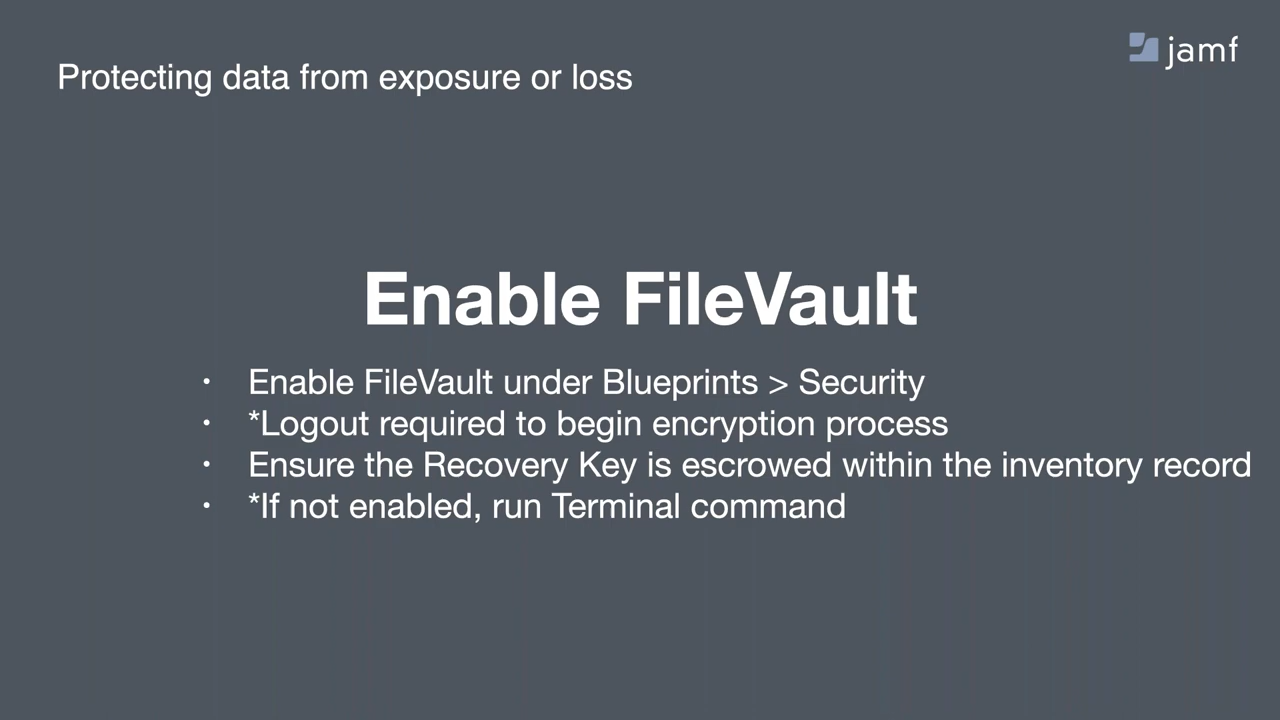 jamf
Protecting data from exposure or loss
Enable FileVault
• Enable FileVault under Blueprints > Security
• *Logout required to begin encryption process
• Ensure the Recovery Key is escrowed within the inventory record
• *If not enabled, run Terminal command